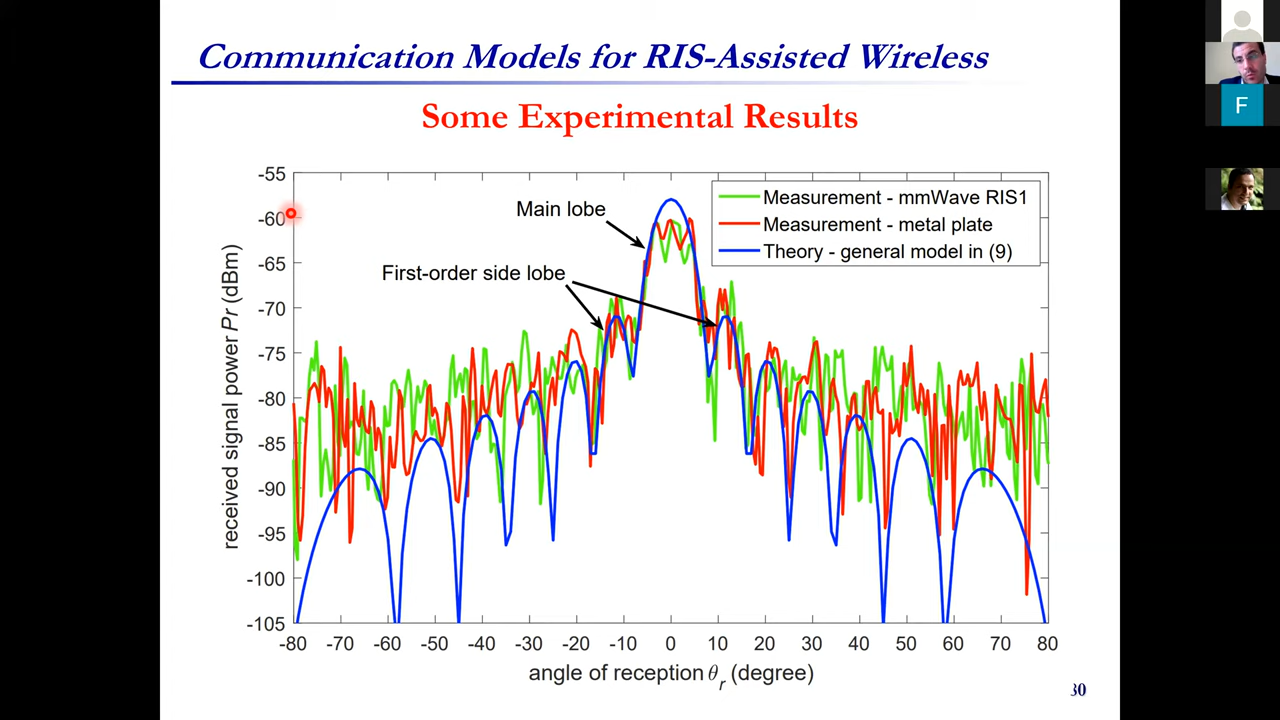 Communication Models for RIS-Assisted Wireless
Some Experimental Results
F
-55
-60
-65
-70
-75
-80
-85
-90
-95
-100
-105
received signal power Pr (dBm)
Main lobe
First-order side lobe
Measurement - mmWave RIS1
Measurement - metal plate
Theory - general model in (9)
-80 -70 -60 -50 -40 -30 -20 -10 0 10 20 30 40 50 60 70 80
angle of reception θr (degree)
30